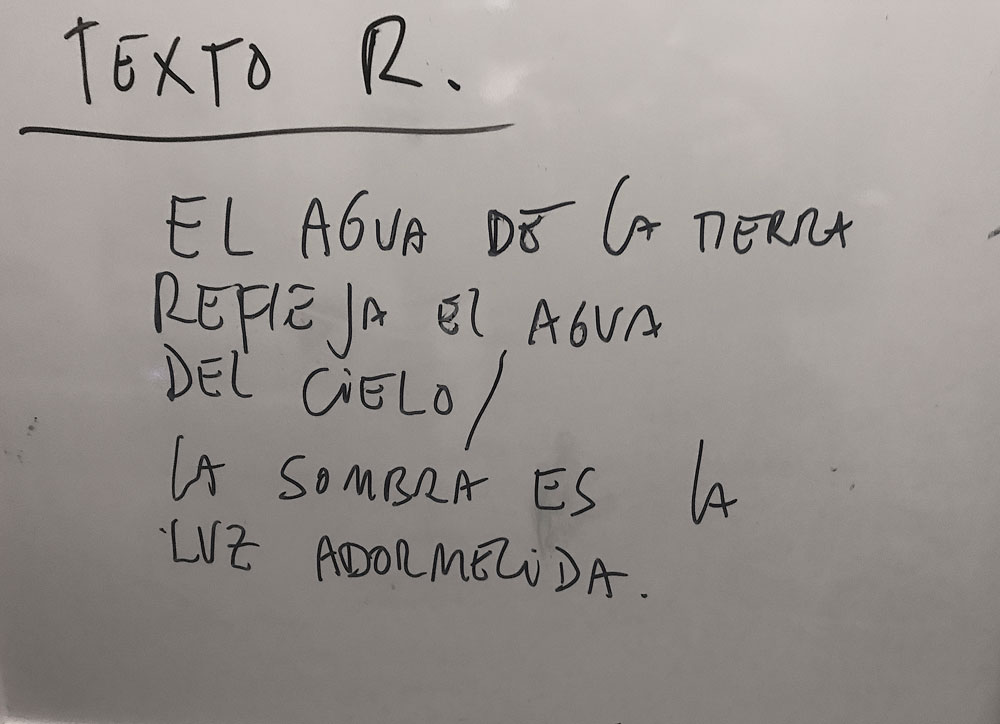 TEXTO R.
EL AGUA DE LA TIERRA
REFLEJA EL AGUA
DEL CIELO/
LA SOMBRA ES LA
LUZ ADORMECIDA.